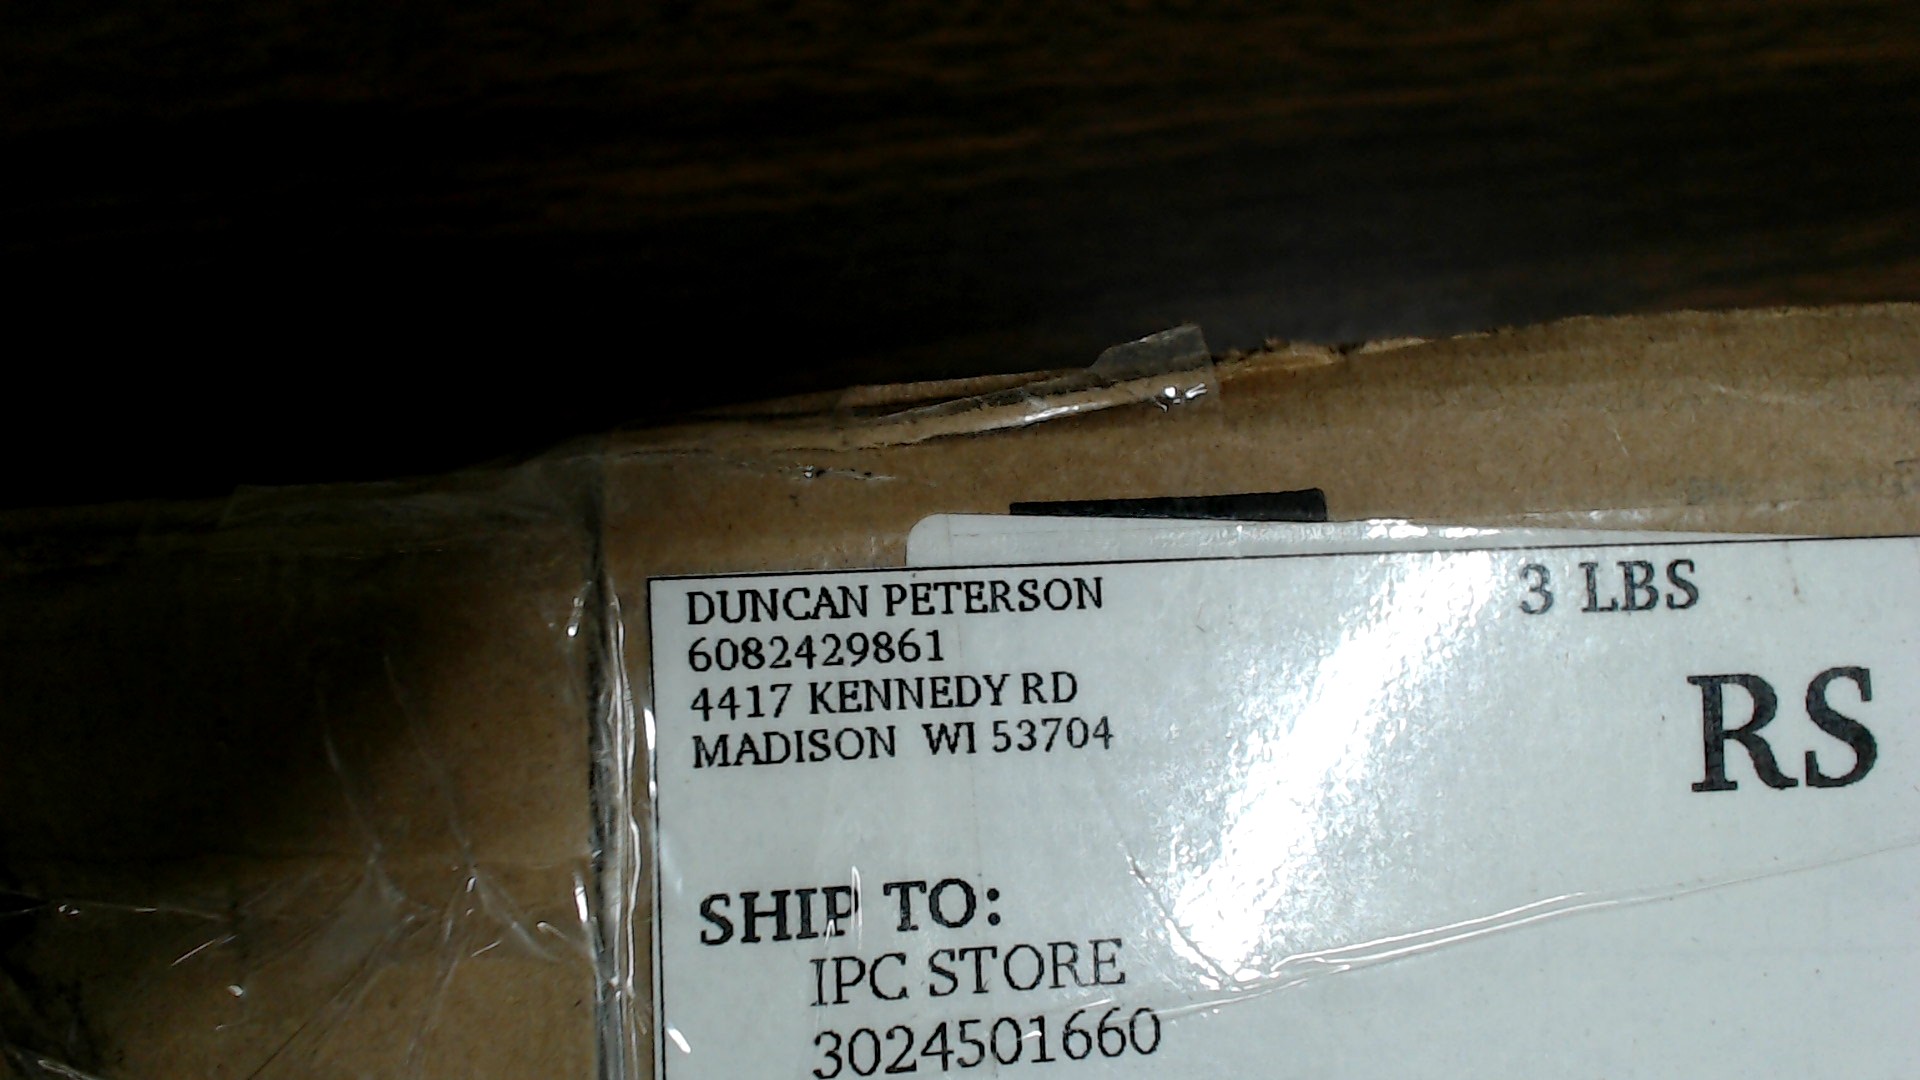 DUNCAN PETERSON
3 LBS
6082429861
4417 KENNEDY RD
MADISON WI 53704
RS
SHIP TO:
IPC STORE
3024501660